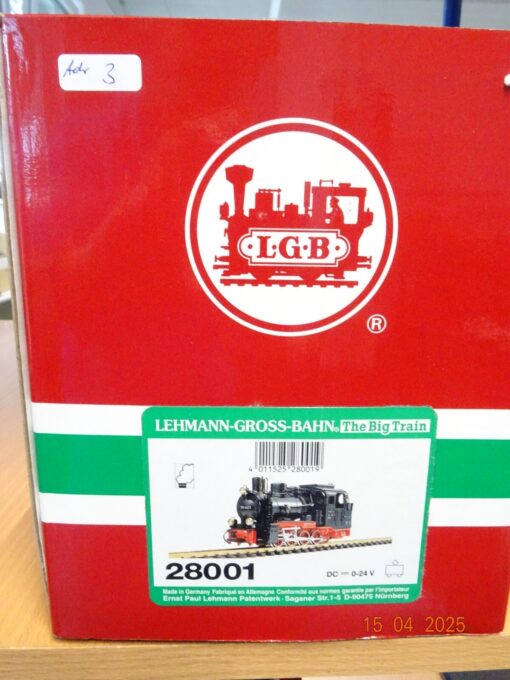 Adr 3
L·G·B
®
LEHMANN-GROSS-BAHN® The Big Train
4 011525 280019
28001
DC ⎓ 0-24 V
Made in Germany Fabriqué en Allemagne Conformité aux normes garantie par l'importateur
Ernst Paul Lehmann Patentwerk · Saganer Str.1-5 D-90475 Nürnberg
15 04 2025